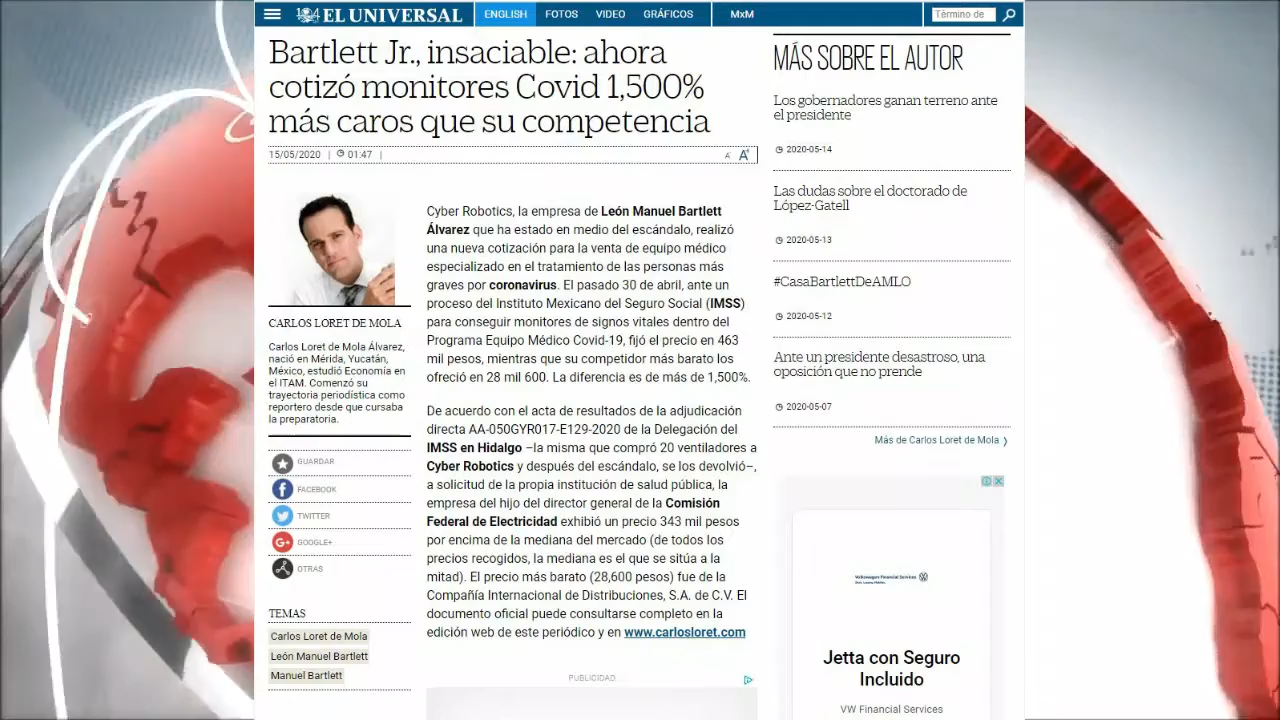 104 EL UNIVERSAL
ENGLISH FOTOS VIDEO GRÁFICOS MxM Término de
Bartlett Jr., insaciable: ahora
cotizó monitores Covid 1,500%
más caros que su competencia
15/05/2020 | 01:47 | A- A+
CARLOS LORET DE MOLA
Carlos Loret de Mola Álvarez,
nació en Mérida, Yucatán,
México, estudió Economía en
el ITAM. Comenzó su
trayectoria periodística como
reportero desde que cursaba
la preparatoria.
GUARDAR
FACEBOOK
TWITTER
GOOGLE+
OTRAS
TEMAS
Carlos Loret de Mola
León Manuel Bartlett
Manuel Bartlett
Cyber Robotics, la empresa de León Manuel Bartlett
Álvarez que ha estado en medio del escándalo, realizó
una nueva cotización para la venta de equipo médico
especializado en el tratamiento de las personas más
graves por coronavirus. El pasado 30 de abril, ante un
proceso del Instituto Mexicano del Seguro Social (IMSS)
para conseguir monitores de signos vitales dentro del
Programa Equipo Médico Covid-19, fijó el precio en 463
mil pesos, mientras que su competidor más barato los
ofreció en 28 mil 600. La diferencia es de más de 1,500%.
De acuerdo con el acta de resultados de la adjudicación
directa AA-050GYR017-E129-2020 de la Delegación del
IMSS en Hidalgo –la misma que compró 20 ventiladores a
Cyber Robotics y después del escándalo, se los devolvió–,
a solicitud de la propia institución de salud pública, la
empresa del hijo del director general de la Comisión
Federal de Electricidad exhibió un precio 343 mil pesos
por encima de la mediana del mercado (de todos los
precios recogidos, la mediana es el que se sitúa a la
mitad). El precio más barato (28,600 pesos) fue de la
Compañía Internacional de Distribuciones, S.A. de C.V. El
documento oficial puede consultarse completo en la
edición web de este periódico y en www.carlosloret.com
PUBLICIDAD
MÁS SOBRE EL AUTOR
Los gobernadores ganan terreno ante
el presidente
2020-05-14
Las dudas sobre el doctorado de
López-Gatell
2020-05-13
#CasaBartlettDeAMLO
2020-05-12
Ante un presidente desastroso, una
oposición que no prende
2020-05-07
Más de Carlos Loret de Mola
Volkswagen Financial Services
Jetta con Seguro
Incluido
VW Financial Services